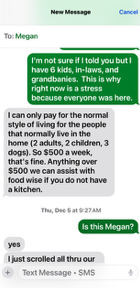 New Message
Cancel
To: Megan
I'm not sure if I told you but I
have 6 kids, in-laws, and
grandbanies. This is why
right now is a stress
because everyone was here.
I can only pay for the normal
style of living for the people
that normally live in the
home (2 adults, 2 children, 3
dogs). So $500 a week,
that's fine. Anything over
$500 we can assist with
food wise if you do not have
a kitchen.
Thu, Dec 5 at 9:27 AM
Is this Megan?
yes
I just scrolled all thru our
Text Message • SMS